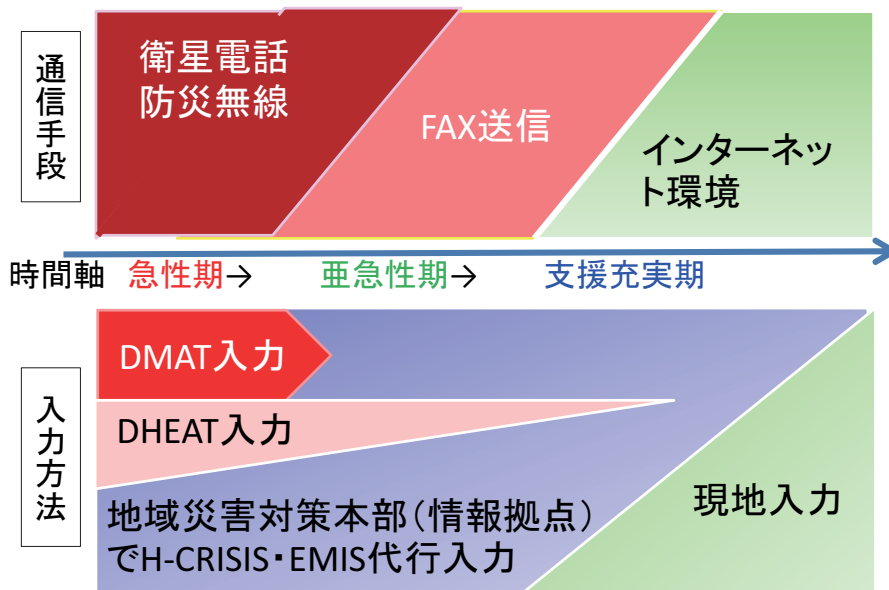 通信手段
衛星電話
防災無線
FAX送信
インターネッ
ト環境
時間軸 急性期→ 亜急性期→ 支援充実期
入力方法
DMAT入力
DHEAT入力
地域災害対策本部(情報拠点)
でH-CRISIS・EMIS代行入力
現地入力